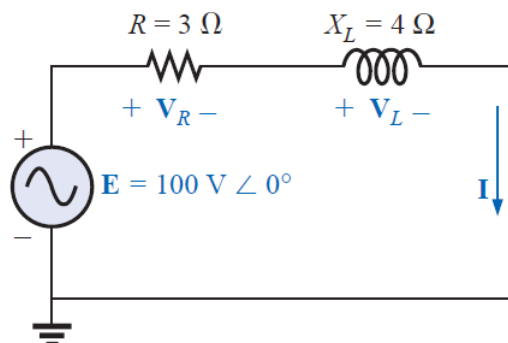 R = 3 Ω
X_L = 4 Ω
+ V_R −
+ V_L −
+
E = 100 V ∠ 0°
I
−